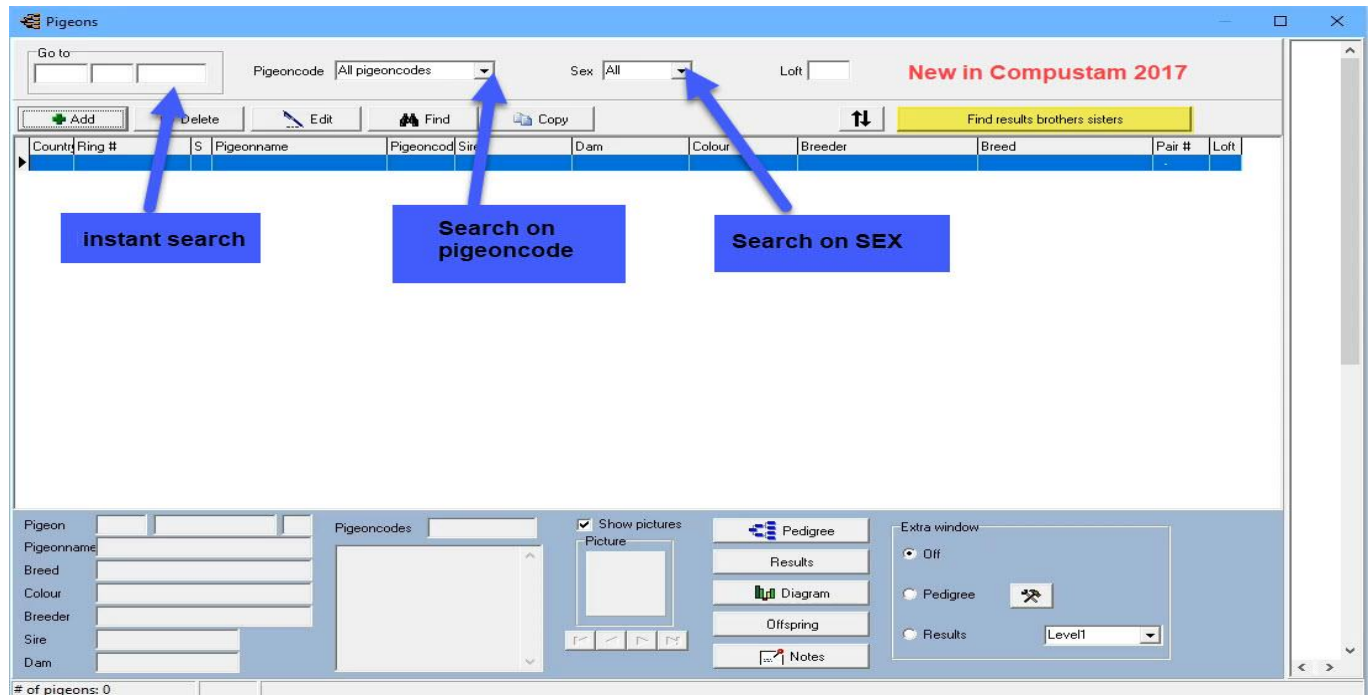 Pigeons
Go to
Pigeoncode All pigeoncodes Sex All Loft New in Compustam 2017
Add Delete Edit Find Copy Find results brothers sisters
Countr Ring # S Pigeonname Pigeoncod Sire Dam Colour Breeder Breed Pair # Loft
-
instant search
Search on
pigeoncode
Search on SEX
Pigeon Pigeoncodes Show pictures
Pigeonname Picture
Breed
Colour
Breeder
Sire
Dam
Pedigree
Results
Diagram
Offspring
Notes
Extra window
Off
Pedigree
Results Level1
# of pigeons: 0